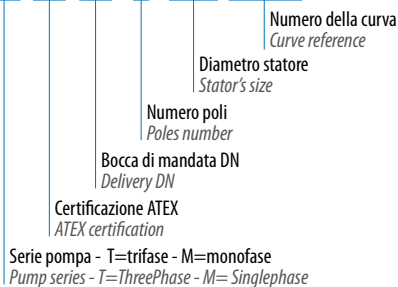 Numero della curva
Curve reference
Diametro statore
Stator's size
Numero poli
Poles number
Bocca di mandata DN
Delivery DN
Certificazione ATEX
ATEX certification
Serie pompa - T=trifase - M=monofase
Pump series - T=ThreePhase - M= Singlephase